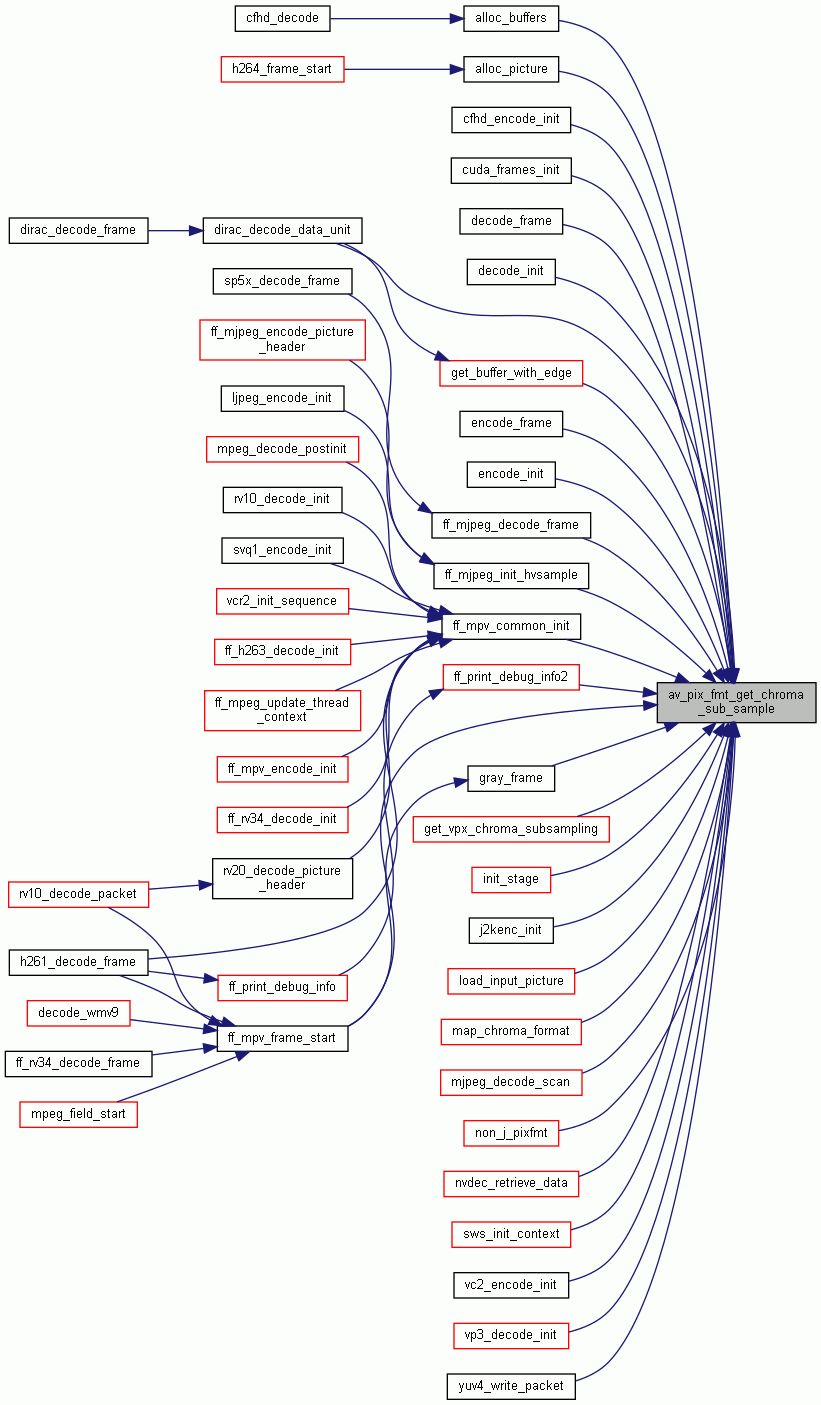 cfhd_decode
alloc_buffers
h264_frame_start
alloc_picture
cfhd_encode_init
cuda_frames_init
decode_frame
dirac_decode_frame
dirac_decode_data_unit
decode_init
sp5x_decode_frame
ff_mjpeg_encode_picture
_header
get_buffer_with_edge
ljpeg_encode_init
encode_frame
mpeg_decode_postinit
encode_init
rv10_decode_init
ff_mjpeg_decode_frame
svq1_encode_init
ff_mjpeg_init_hvsample
vcr2_init_sequence
ff_mpv_common_init
ff_h263_decode_init
ff_print_debug_info2
av_pix_fmt_get_chroma
_sub_sample
ff_mpeg_update_thread
_context
ff_mpv_encode_init
gray_frame
ff_rv34_decode_init
get_vpx_chroma_subsampling
rv20_decode_picture
_header
init_stage
rv10_decode_packet
j2kenc_init
h261_decode_frame
ff_print_debug_info
load_input_picture
decode_wmv9
ff_mpv_frame_start
map_chroma_format
ff_rv34_decode_frame
mjpeg_decode_scan
mpeg_field_start
non_j_pixfmt
nvdec_retrieve_data
sws_init_context
vc2_encode_init
vp3_decode_init
yuv4_write_packet